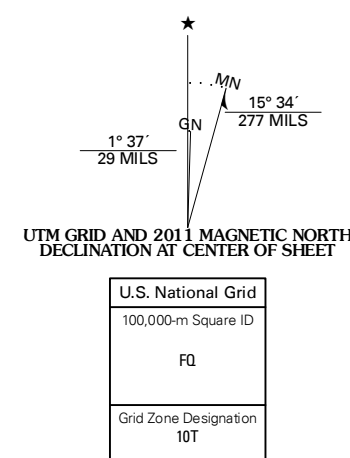 ★
MN
GN
15° 34´
277 MILS
1° 37´
29 MILS
UTM GRID AND 2011 MAGNETIC NORTH
DECLINATION AT CENTER OF SHEET
U.S. National Grid
100,000-m Square ID
FQ
Grid Zone Designation
10T